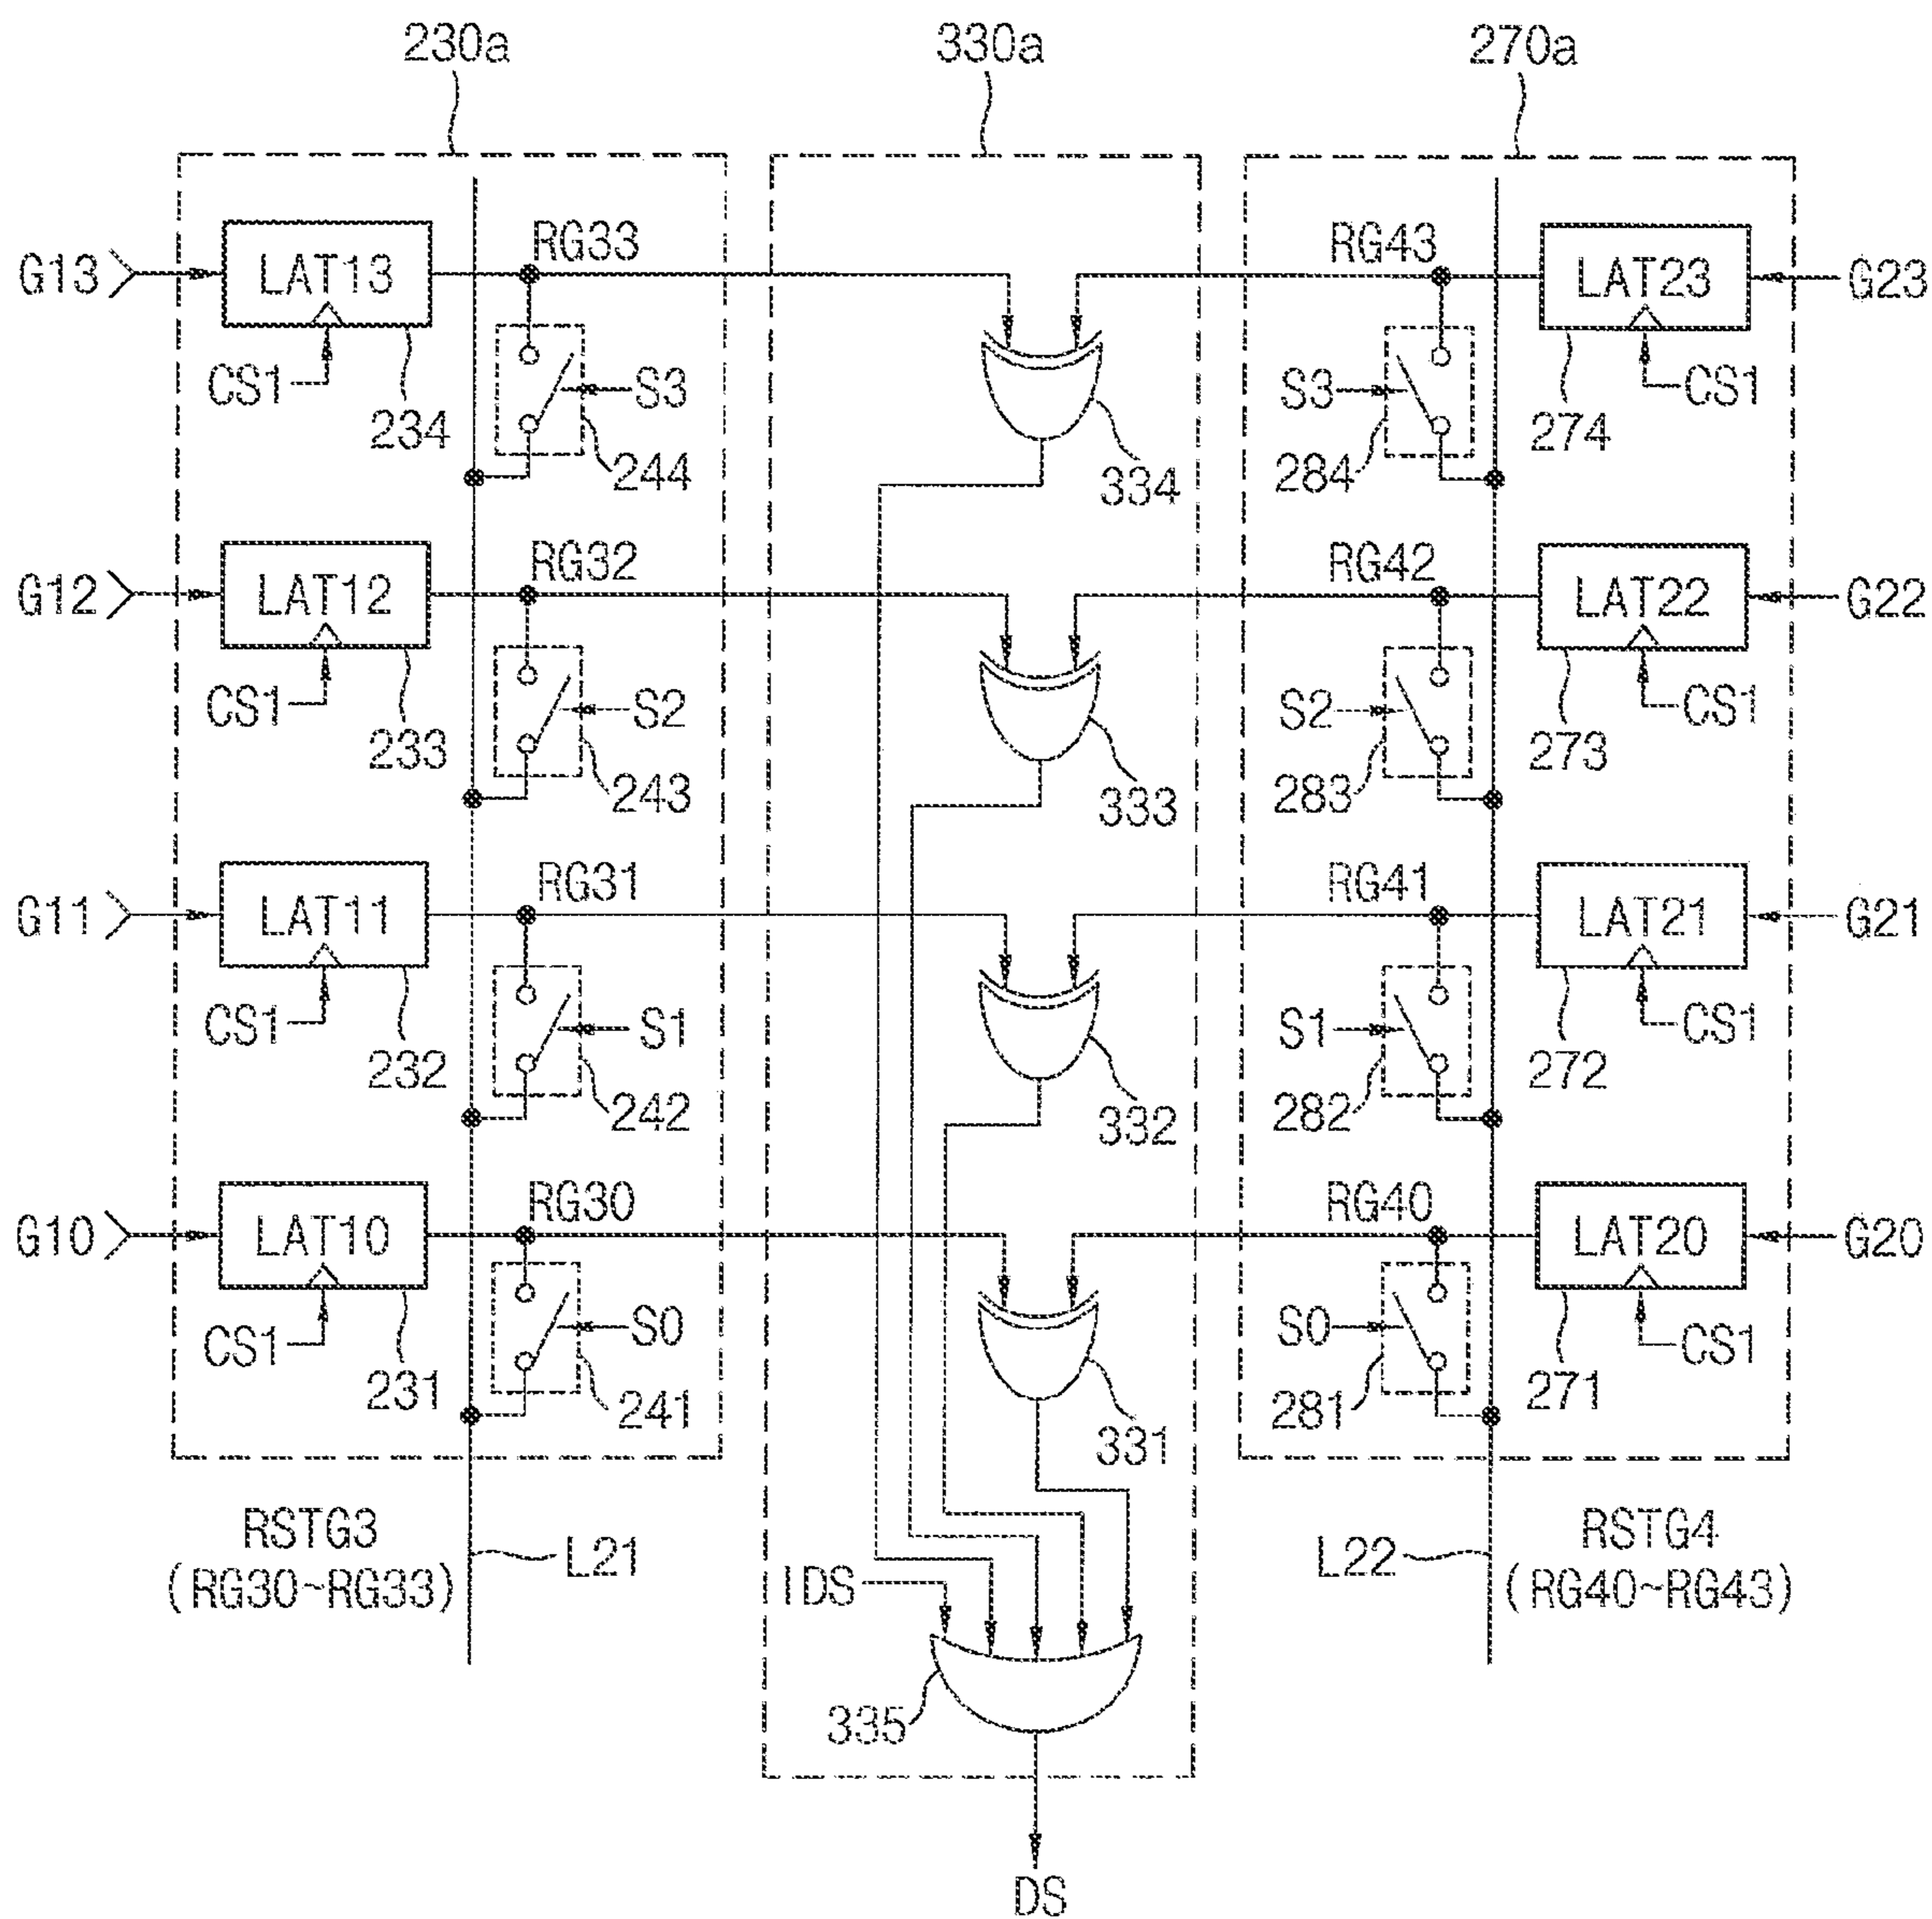 230a 330a 270a
RG33 RG43
G13 LAT13 LAT23 G23
CS1 S3 S3 CS1
234 244 334 284 274
RG32 RG42
G12 LAT12 LAT22 G22
CS1 S2 S2 CS1
233 243 333 283 273
RG31 RG41
G11 LAT11 LAT21 G21
CS1 S1 S1 CS1
232 242 332 282 272
RG30 RG40
G10 LAT10 LAT20 G20
CS1 S0 S0 CS1
231 241 331 281 271
RSTG3 L21 L22 RSTG4
(RG30~RG33) IDS (RG40~RG43)
335
DS